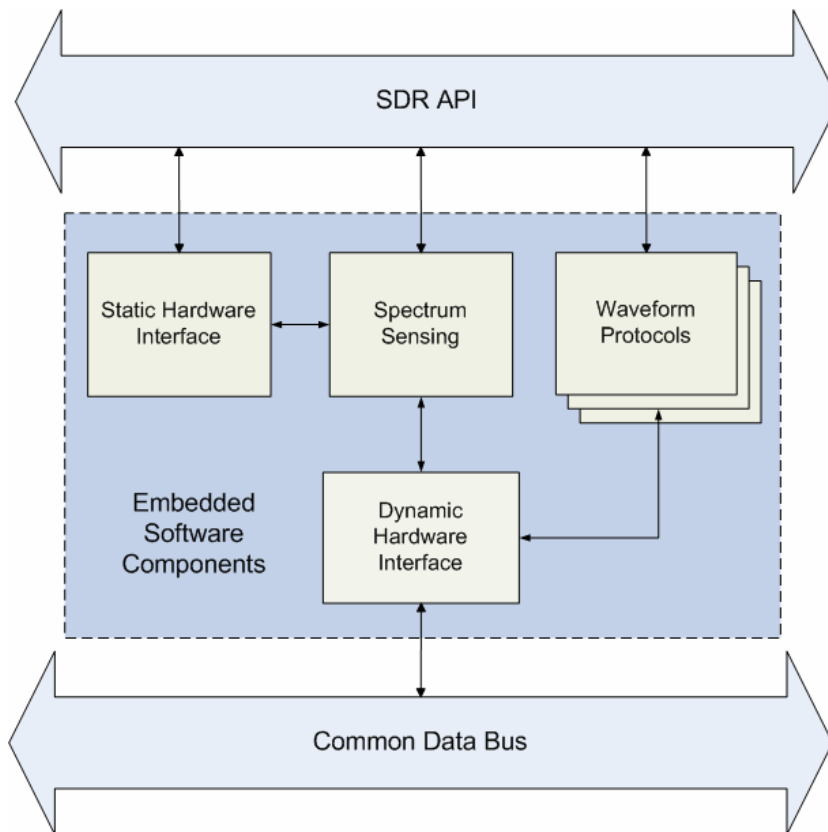 SDR API
Static Hardware
Interface
Spectrum
Sensing
Waveform
Protocols
Embedded
Software
Components
Dynamic
Hardware
Interface
Common Data Bus